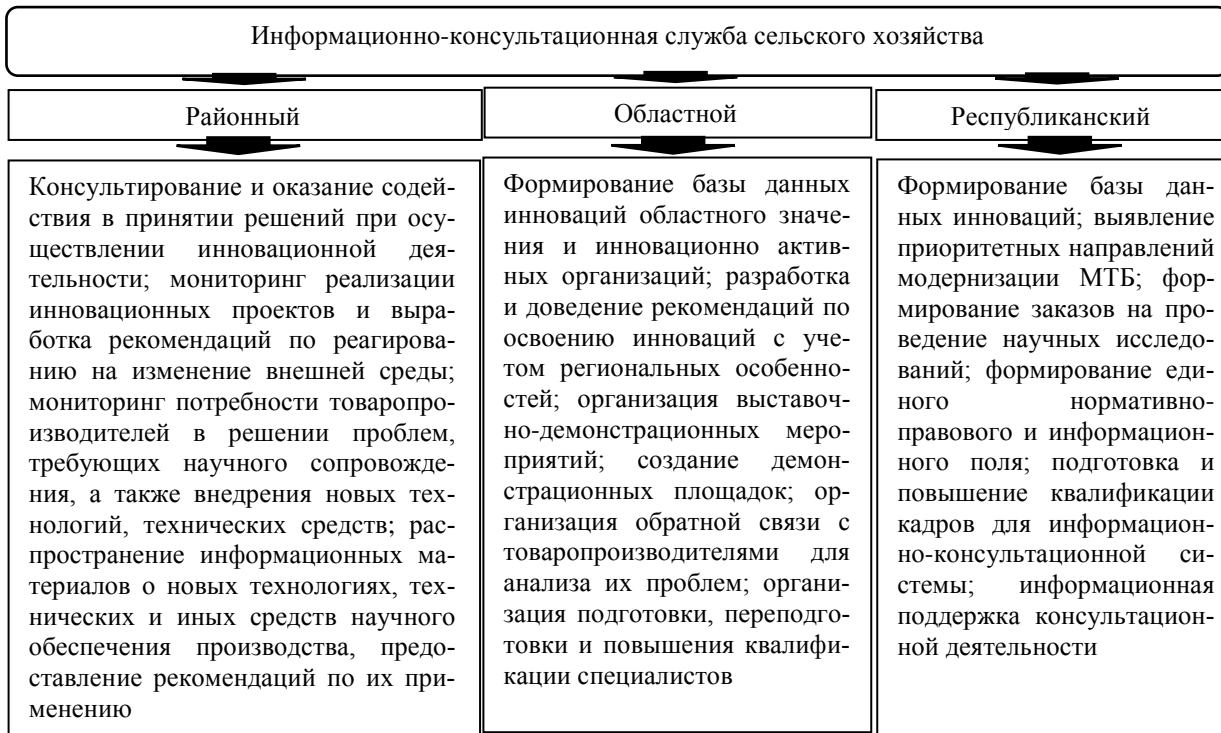 Информационно-консультационная служба сельского хозяйства
Районный
Областной
Республиканский
Консультирование и оказание содей-
ствия в принятии решений при осу-
ществлении инновационной дея-
тельности; мониторинг реализации
инновационных проектов и выра-
ботка рекомендаций по реагирова-
нию на изменение внешней среды;
мониторинг потребности товаропро-
изводителей в решении проблем,
требующих научного сопровожде-
ния, а также внедрения новых тех-
нологий, технических средств; рас-
пространение информационных ма-
териалов о новых технологиях, тех-
нических и иных средств научного
обеспечения производства, предо-
ставление рекомендаций по их при-
менению
Формирование базы данных
инноваций областного значе-
ния и инновационно актив-
ных организаций; разработка
и доведение рекомендаций по
освоению инноваций с уче-
том региональных особенно-
стей; организация выставоч-
но-демонстрационных меро-
приятий; создание демон-
страционных площадок; ор-
ганизация обратной связи с
товаропроизводителями для
анализа их проблем; органи-
зация подготовки, переподго-
товки и повышения квалифи-
кации специалистов
Формирование базы дан-
ных инноваций; выявление
приоритетных направлений
модернизации МТБ; фор-
мирование заказов на про-
ведение научных исследо-
ваний; формирование еди-
ного нормативно-
правового и информацион-
ного поля; подготовка и
повышение квалификации
кадров для информацион-
но-консультационной си-
стемы; информационная
поддержка консультацион-
ной деятельности